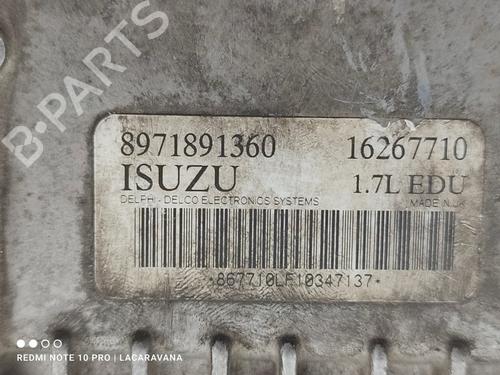 B-PARTS
8971891360 16267710
ISUZU 1.7L EDU
DELPHI - DELCO ELECTRONICS SYSTEMS MADE IN UK
*867710LF10347137*
REDMI NOTE 10 PRO | LACARAVANA